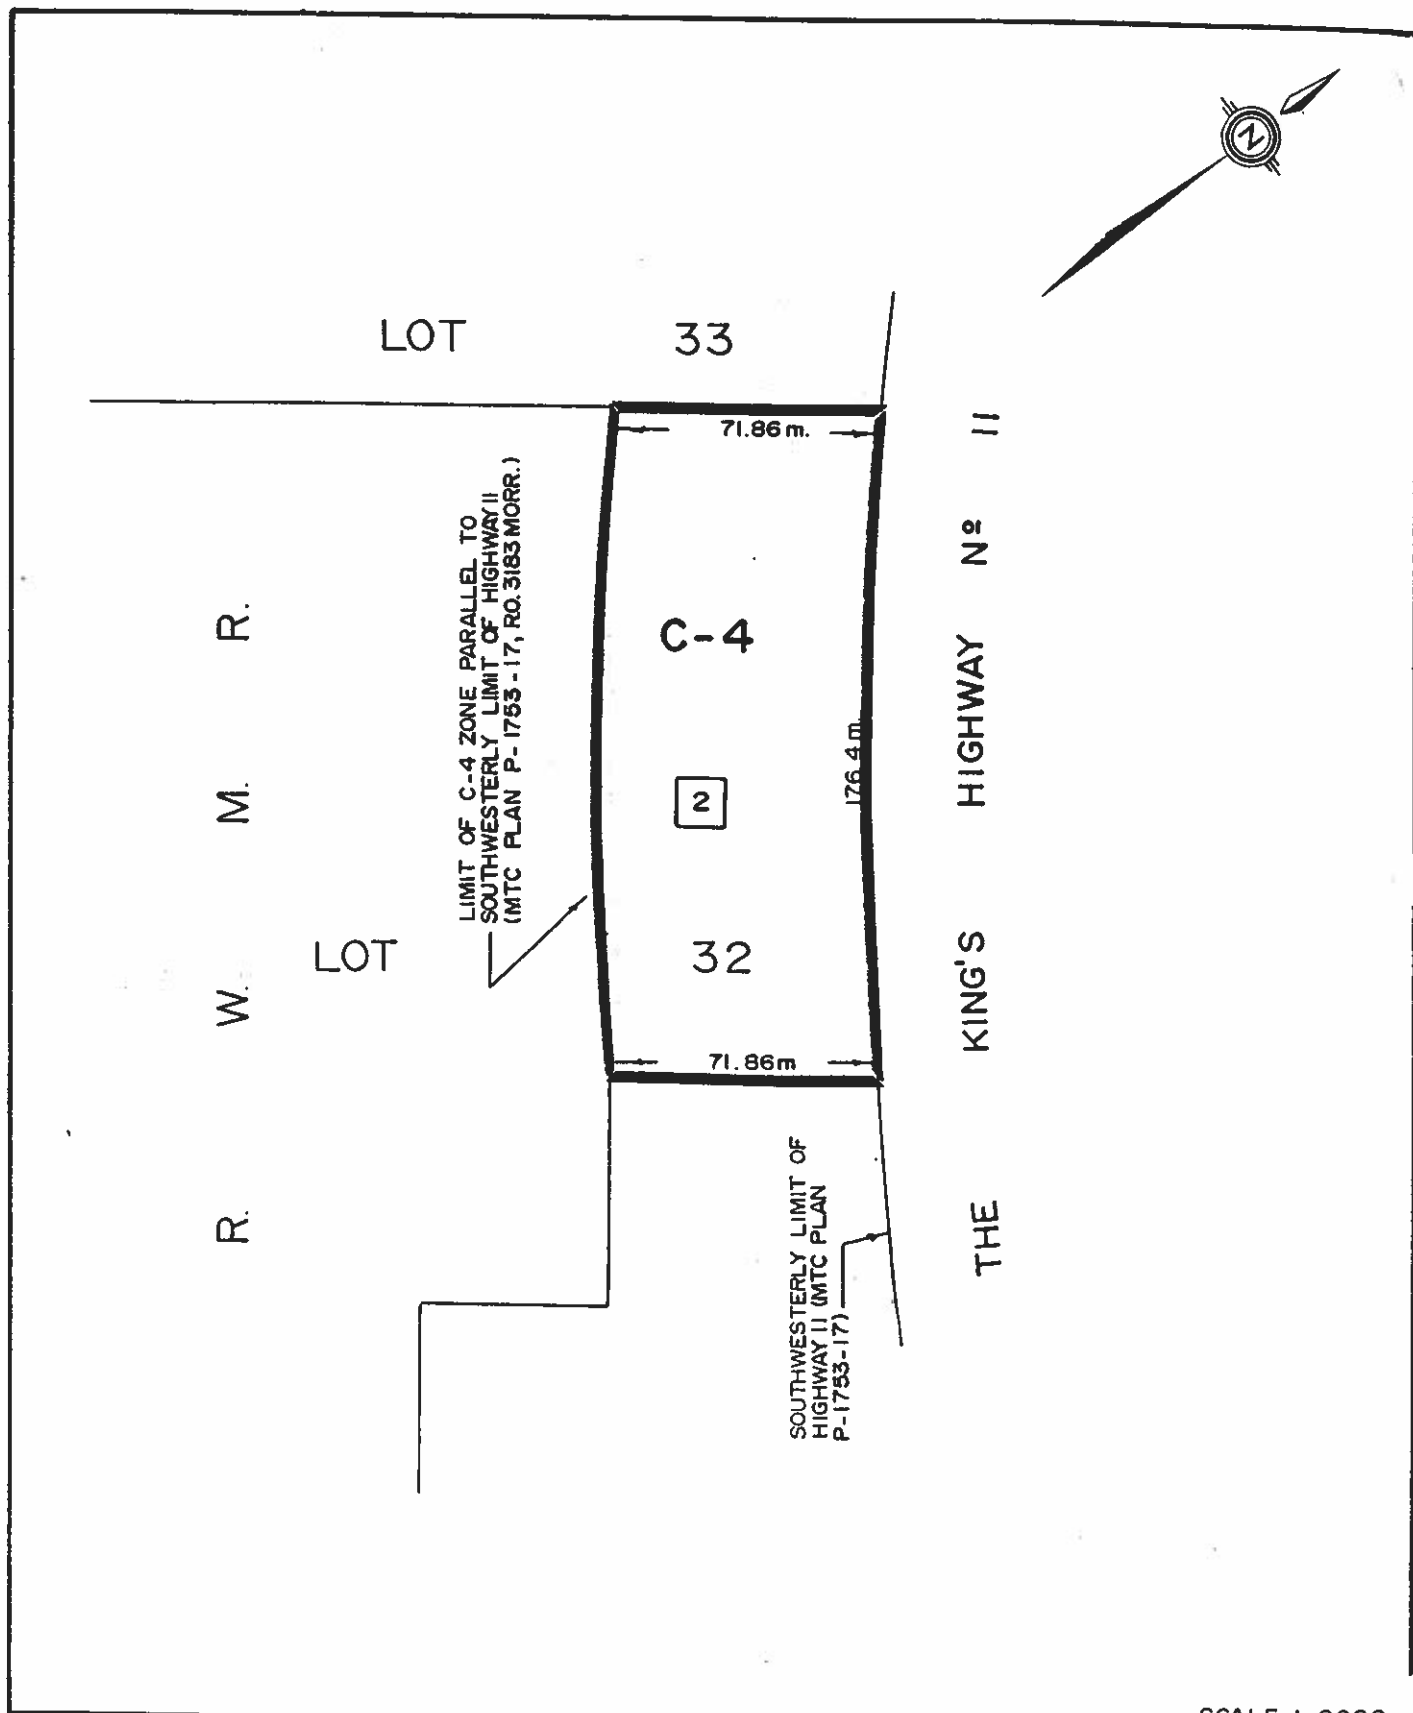 N
LOT 33
71.86 m.
LIMIT OF C-4 ZONE PARALLEL TO
SOUTHWESTERLY LIMIT OF HIGHWAY 11
(MTC PLAN P-1753-17, RO. 3183 MORR.)
C-4
2
176.4 m.
LOT 32
71.86 m
R. W. M. R.
THE KING'S HIGHWAY Nº 11
SOUTHWESTERLY LIMIT OF
HIGHWAY 11 (MTC PLAN
P-1753-17)